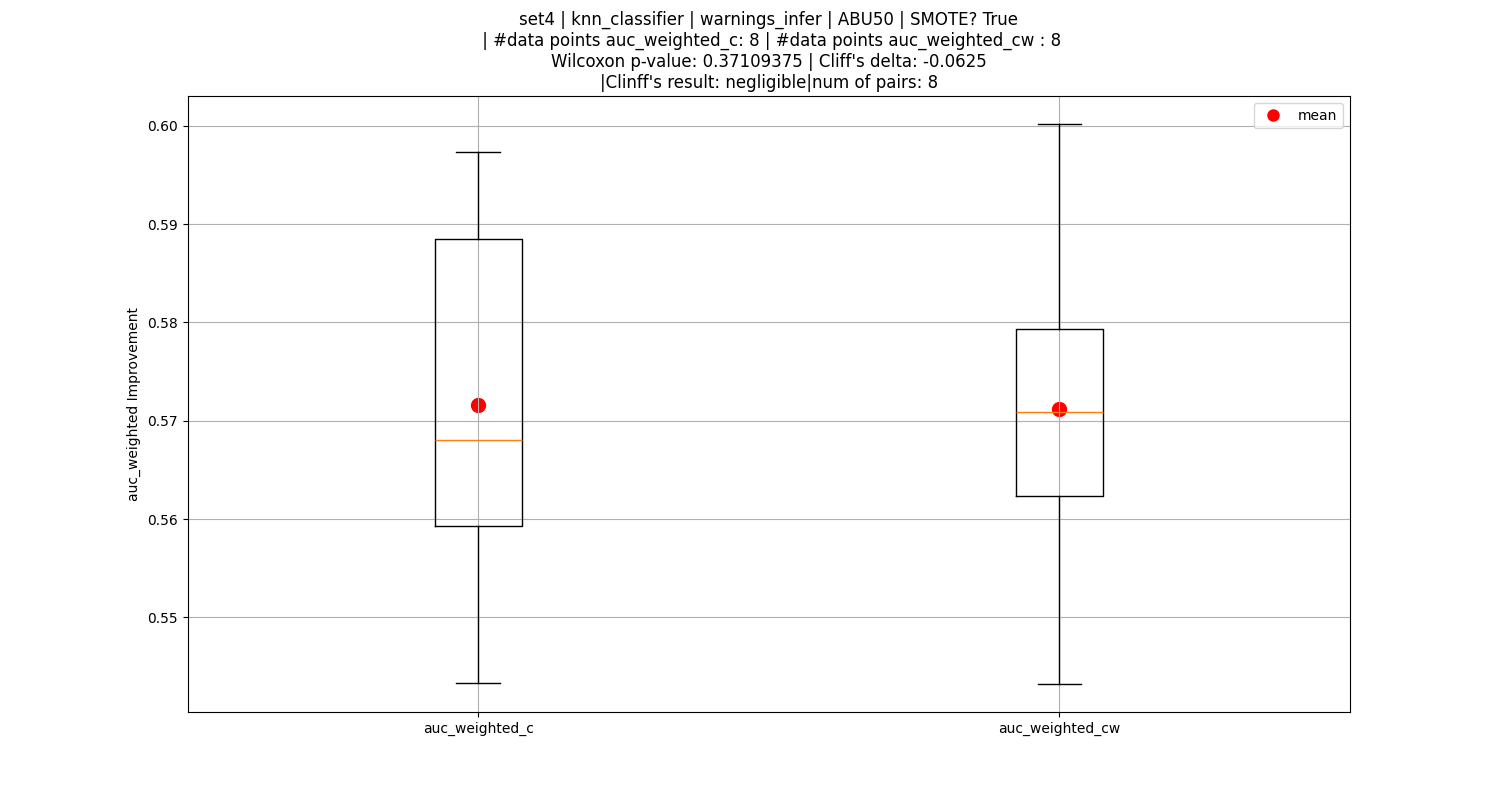 set4 | knn_classifier | warnings_infer | ABU50 | SMOTE? True
| #data points auc_weighted_c: 8 | #data points auc_weighted_cw : 8
Wilcoxon p-value: 0.37109375 | Cliff's delta: -0.0625
|Clinff's result: negligible|num of pairs: 8
mean
0.60
0.59
0.58
0.57
0.56
0.55
auc_weighted Improvement
auc_weighted_c
auc_weighted_cw